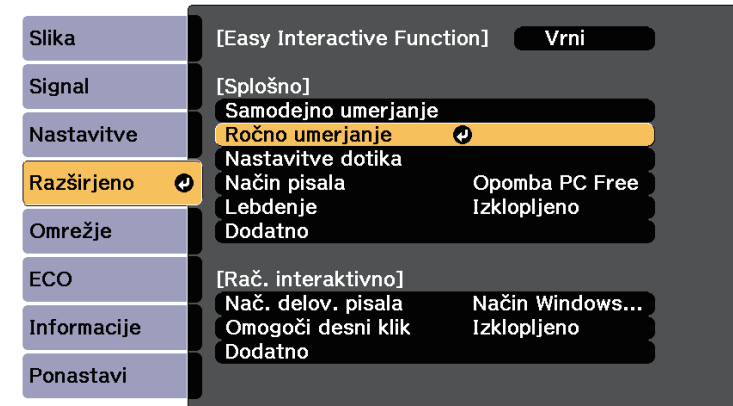 Slika
Signal
Nastavitve
Razširjeno
Omrežje
ECO
Informacije
Ponastavi
[Easy Interactive Function] Vrni
[Splošno]
Samodejno umerjanje
Ročno umerjanje
Nastavitve dotika
Način pisala Opomba PC Free
Lebdenje Izklopljeno
Dodatno
[Rač. interaktivno]
Nač. delov. pisala Način Windows...
Omogoči desni klik Izklopljeno
Dodatno